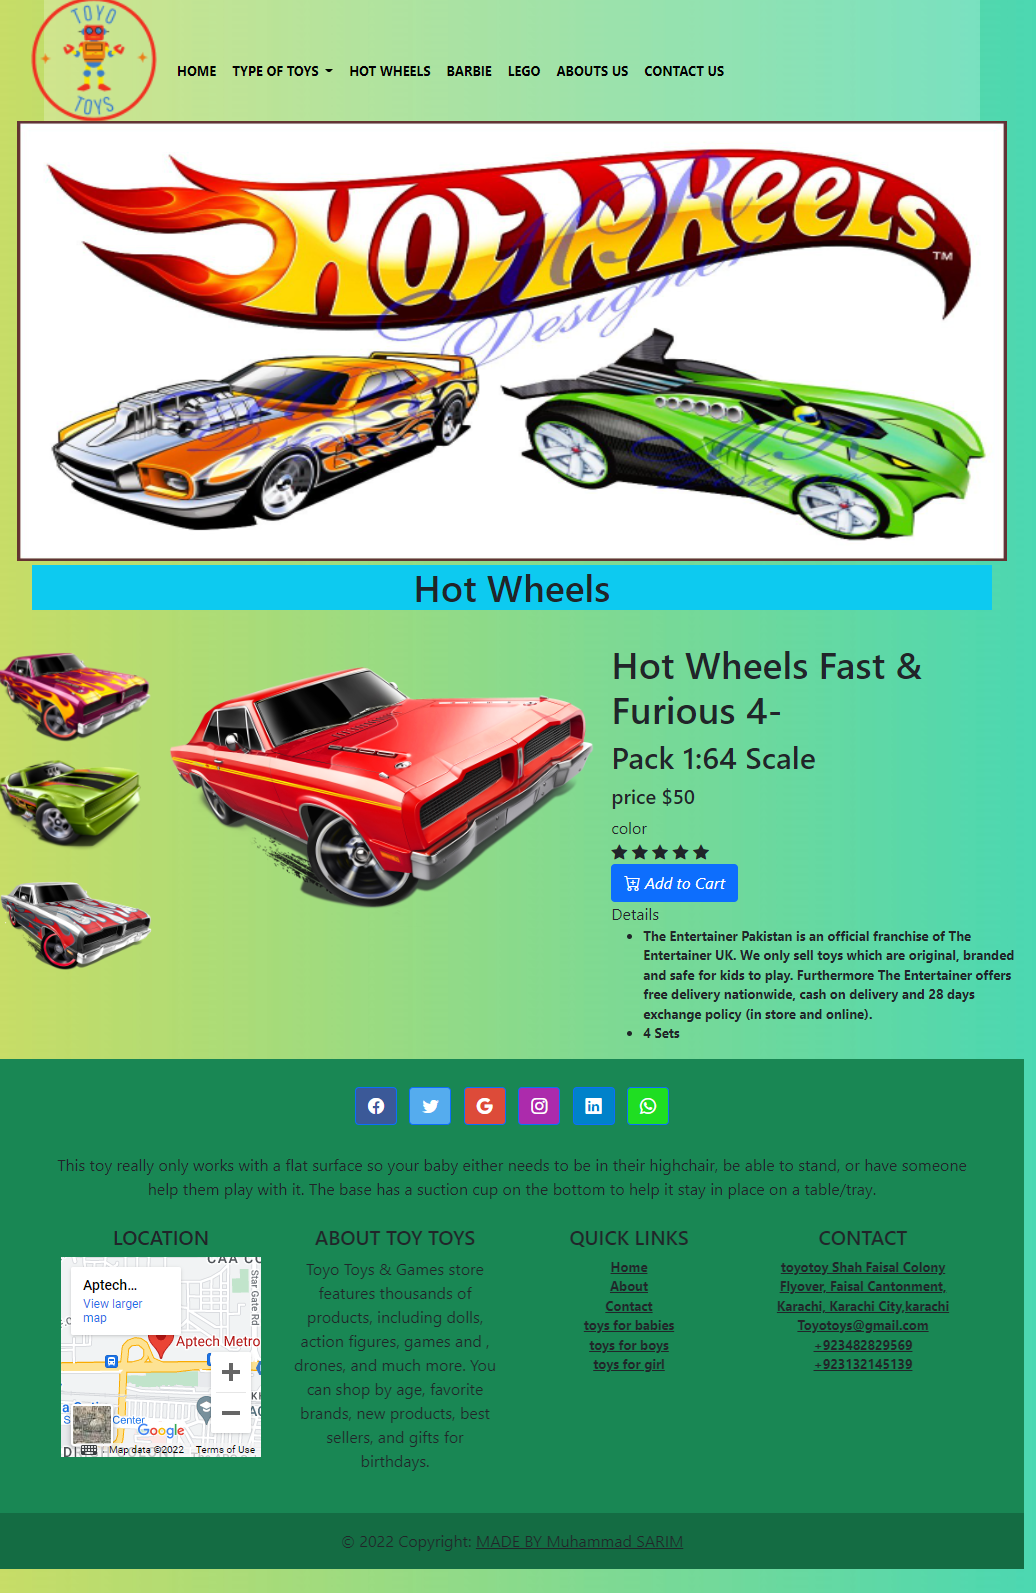 TOYO
TOYS
HOME TYPE OF TOYS HOT WHEELS BARBIE LEGO ABOUTS US CONTACT US
HOT WHEELS
TM
MR
Designer
MR
Designer
MR
Designer
Hot Wheels
Hot Wheels Fast &
Furious 4-
Pack 1:64 Scale
price $50
color
Add to Cart
Details
The Entertainer Pakistan is an official franchise of The
Entertainer UK. We only sell toys which are original, branded
and safe for kids to play. Furthermore The Entertainer offers
free delivery nationwide, cash on delivery and 28 days
exchange policy (in store and online).
4 Sets
This toy really only works with a flat surface so your baby either needs to be in their highchair, be able to stand, or have someone
help them play with it. The base has a suction cup on the bottom to help it stay in place on a table/tray.
LOCATION
CAA CO
Aptech...
View larger
map
Star Gate Rd
Aptech Metro
Center
Google
Map data ©2022 Terms of Use
ABOUT TOY TOYS
Toyo Toys & Games store
features thousands of
products, including dolls,
action figures, games and ,
drones, and much more. You
can shop by age, favorite
brands, new products, best
sellers, and gifts for
birthdays.
QUICK LINKS
Home
About
Contact
toys for babies
toys for boys
toys for girl
CONTACT
toyotoy Shah Faisal Colony
Flyover, Faisal Cantonment,
Karachi, Karachi City,karachi
Toyotoys@gmail.com
+923482829569
+923132145139
© 2022 Copyright: MADE BY Muhammad SARIM